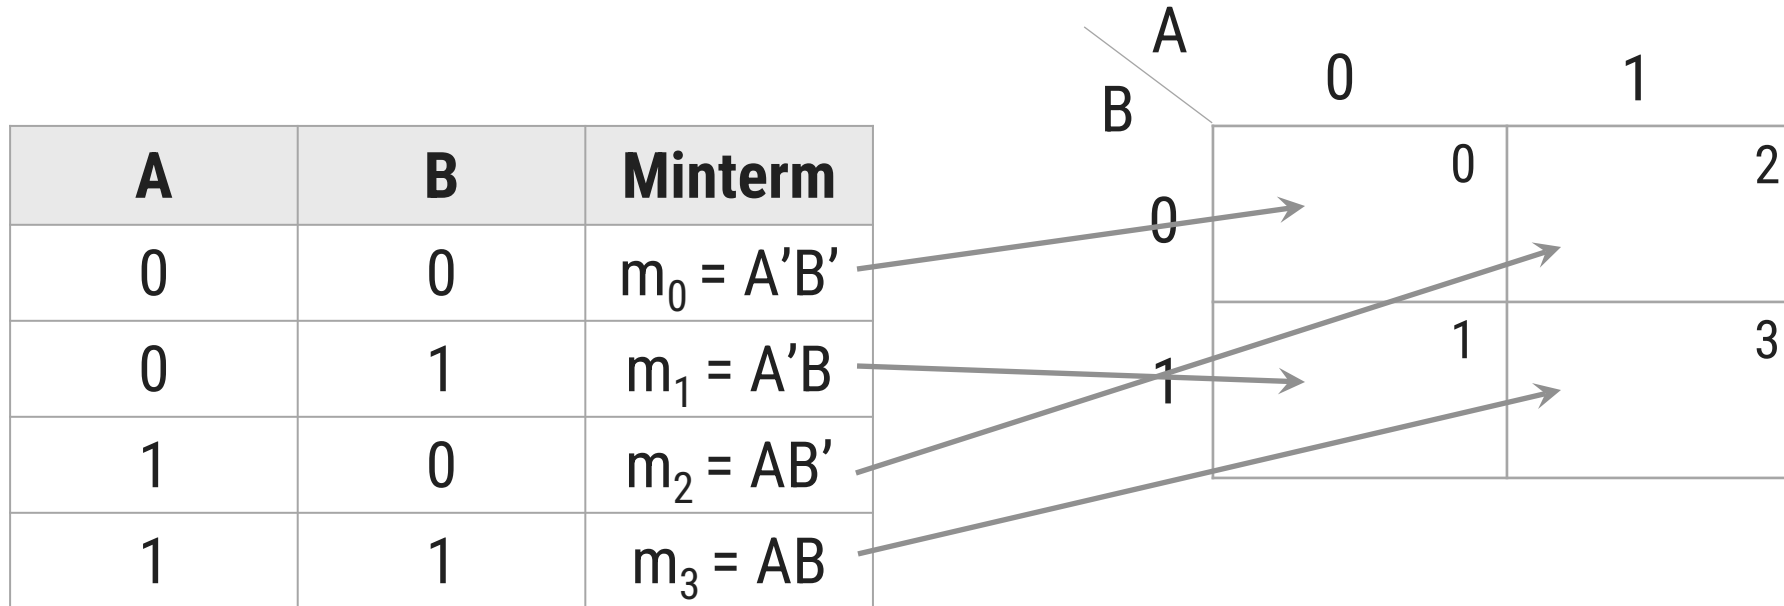 A B Minterm
0 0 m₀ = A’B’
0 1 m₁ = A’B
1 0 m₂ = AB’
1 1 m₃ = AB
A
B
0 1
0 0 2
1 1 3